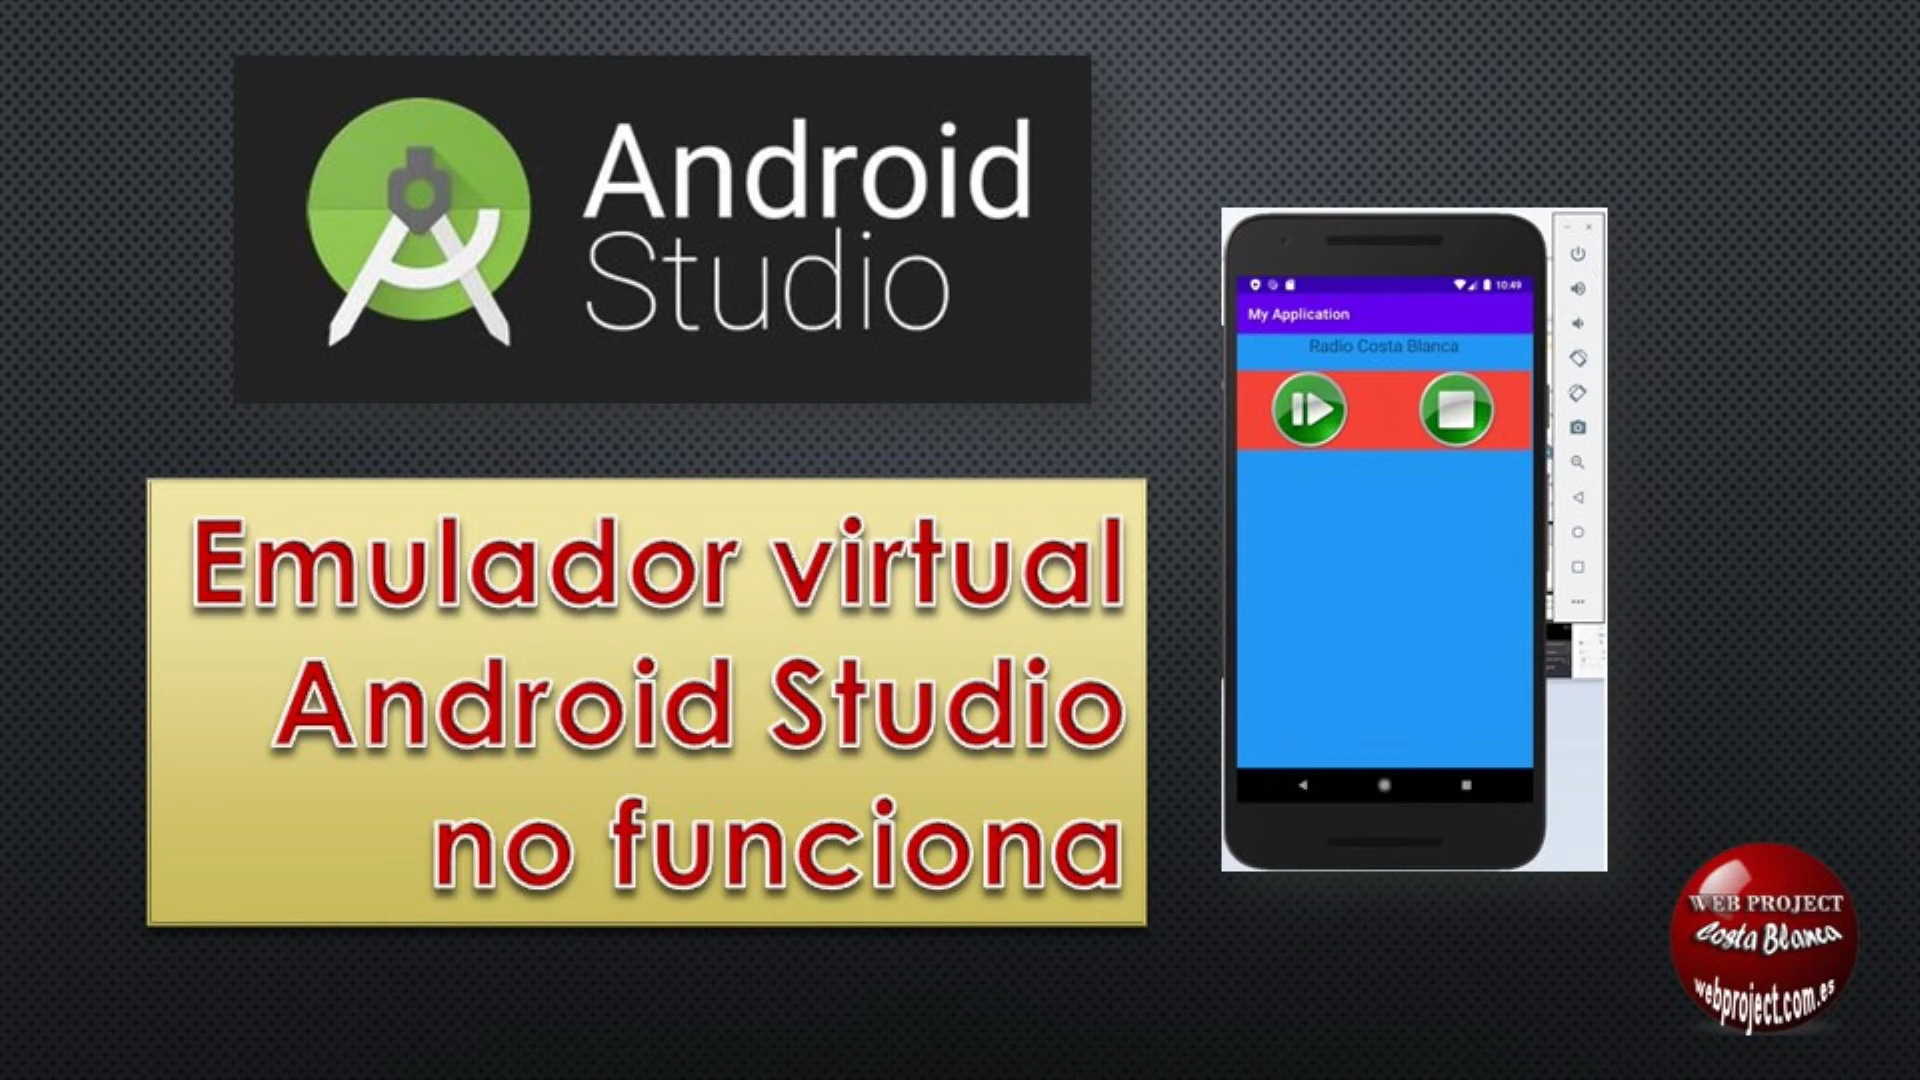 Android
Studio
Emulador virtual
Android Studio
no funciona
10:49
My Application
Radio Costa Blanca
WEB PROJECT
Costa Blanca
webproject.com.es